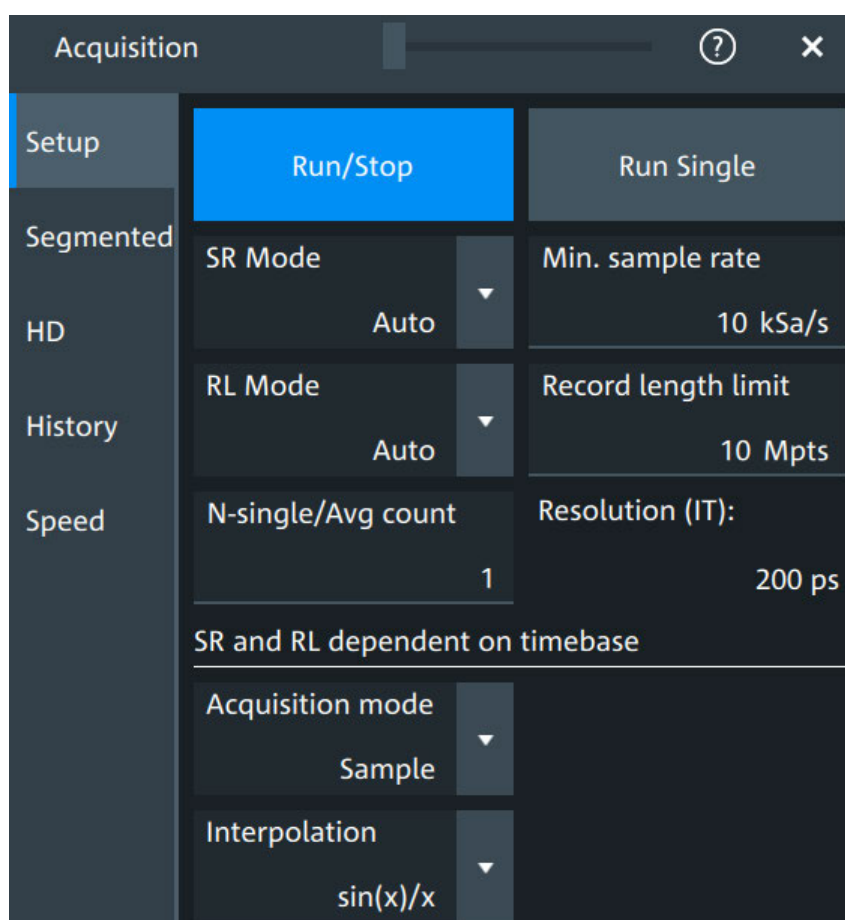 Acquisition
Setup
Segmented
HD
History
Speed
Run/Stop
Run Single
SR Mode
Auto
Min. sample rate
10 kSa/s
RL Mode
Auto
Record length limit
10 Mpts
N-single/Avg count
1
Resolution (IT):
200 ps
SR and RL dependent on timebase
Acquisition mode
Sample
Interpolation
sin(x)/x